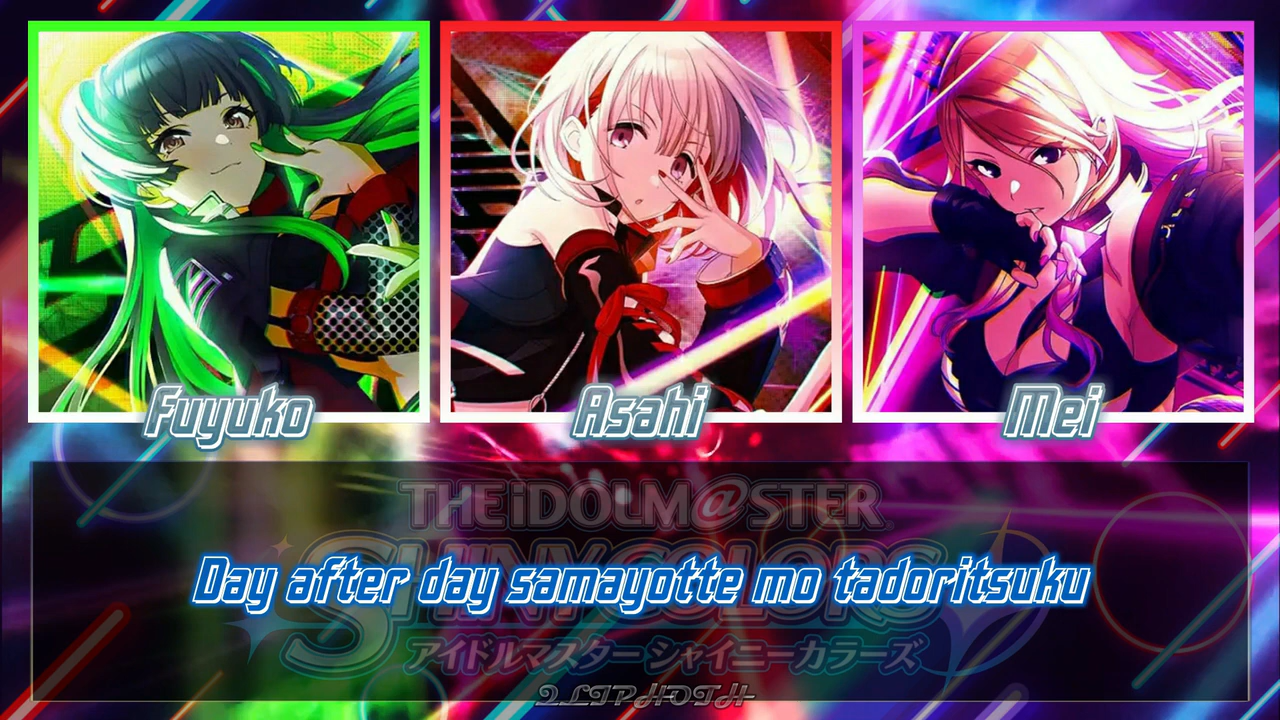 Fuyuko
Asahi
Mei
THE iDOLM@STER
SHINY COLORS
Day after day samayotte mo tadoritsuku
アイドルマスター シャイニーカラーズ
QLIPHOTH